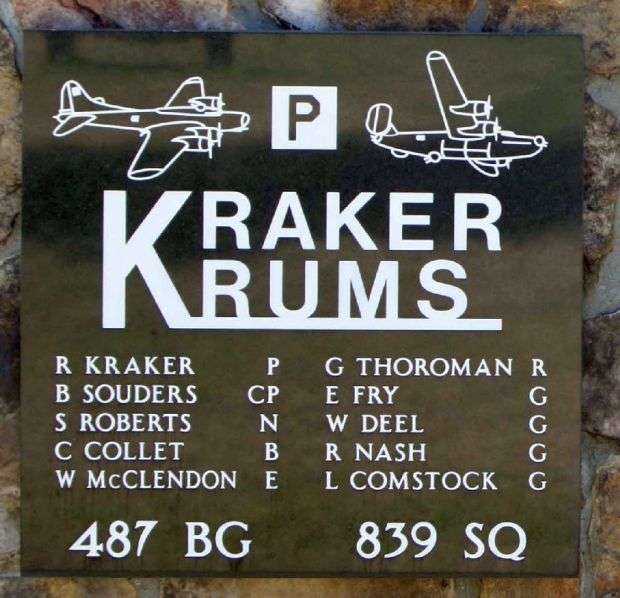 P
KRAKER
KRUMS
R KRAKER P G THOROMAN R
B SOUDERS CP E FRY G
S ROBERTS N W DEEL G
C COLLET B R NASH G
W McCLENDON E L COMSTOCK G
487 BG 839 SQ